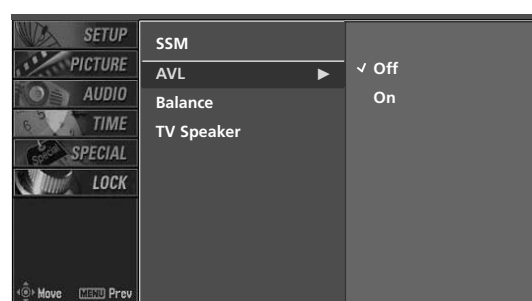 SETUP
PICTURE
AUDIO
TIME
SPECIAL
LOCK
Move MENU Prev
SSM
AVL
Balance
TV Speaker
✓ Off
On